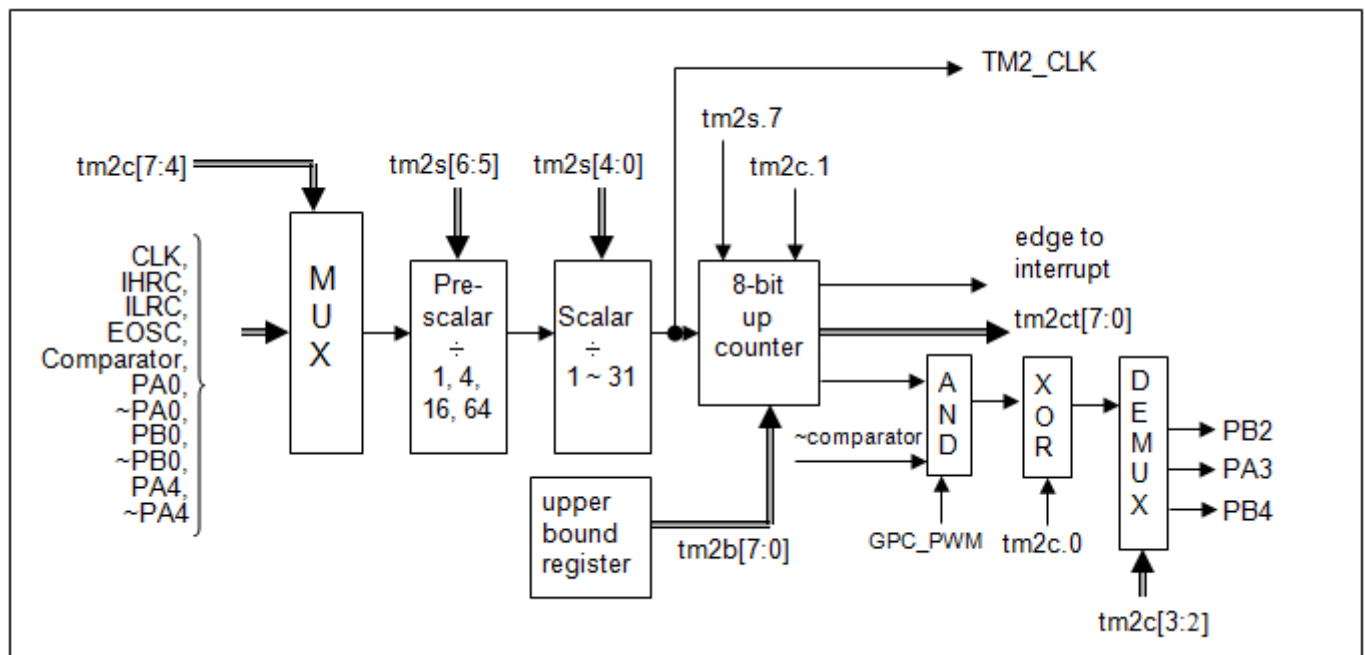 TM2_CLK
tm2s.7
tm2c[7:4]
tm2s[6:5]
tm2s[4:0]
tm2c.1
CLK,
IHRC,
ILRC,
EOSC,
Comparator,
PA0,
~PA0,
PB0,
~PB0,
PA4,
~PA4
M
U
X
Pre-
scalar
÷
1, 4,
16, 64
Scalar
÷
1 ~ 31
8-bit
up
counter
edge to
interrupt
tm2ct[7:0]
~comparator
A
N
D
X
O
R
D
E
M
U
X
PB2
PA3
PB4
upper
bound
register
tm2b[7:0]
GPC_PWM
tm2c.0
tm2c[3:2]